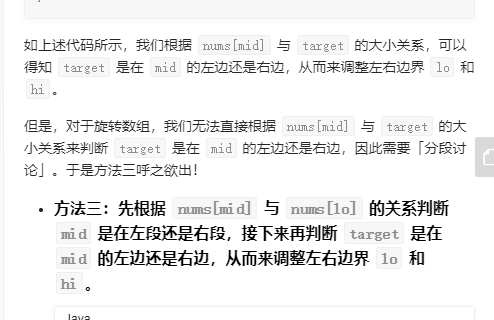 如上述代码所示，我们根据 nums[mid] 与 target 的大小关系，可以
得知 target 是在 mid 的左边还是右边，从而来调整左右边界 lo 和
hi 。
但是，对于旋转数组，我们无法直接根据 nums[mid] 与 target 的大
小关系来判断 target 是在 mid 的左边还是右边，因此需要「分段讨
论」。于是方法三呼之欲出！
• 方法三：先根据 nums[mid] 与 nums[lo] 的关系判断
mid 是在左段还是右段，接下来再判断 target 是在
mid 的左边还是右边，从而来调整左右边界 lo 和
hi 。
Java